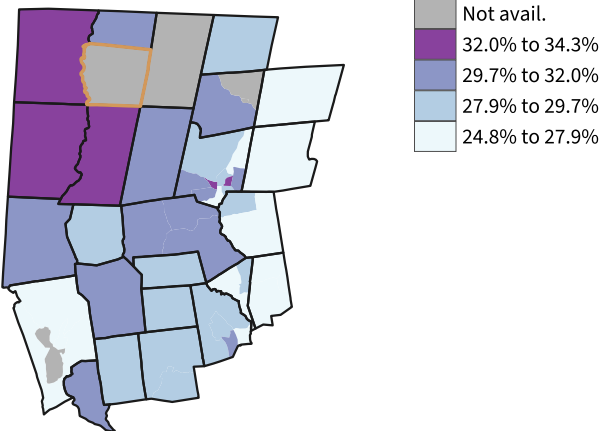 Not avail.
32.0% to 34.3%
29.7% to 32.0%
27.9% to 29.7%
24.8% to 27.9%